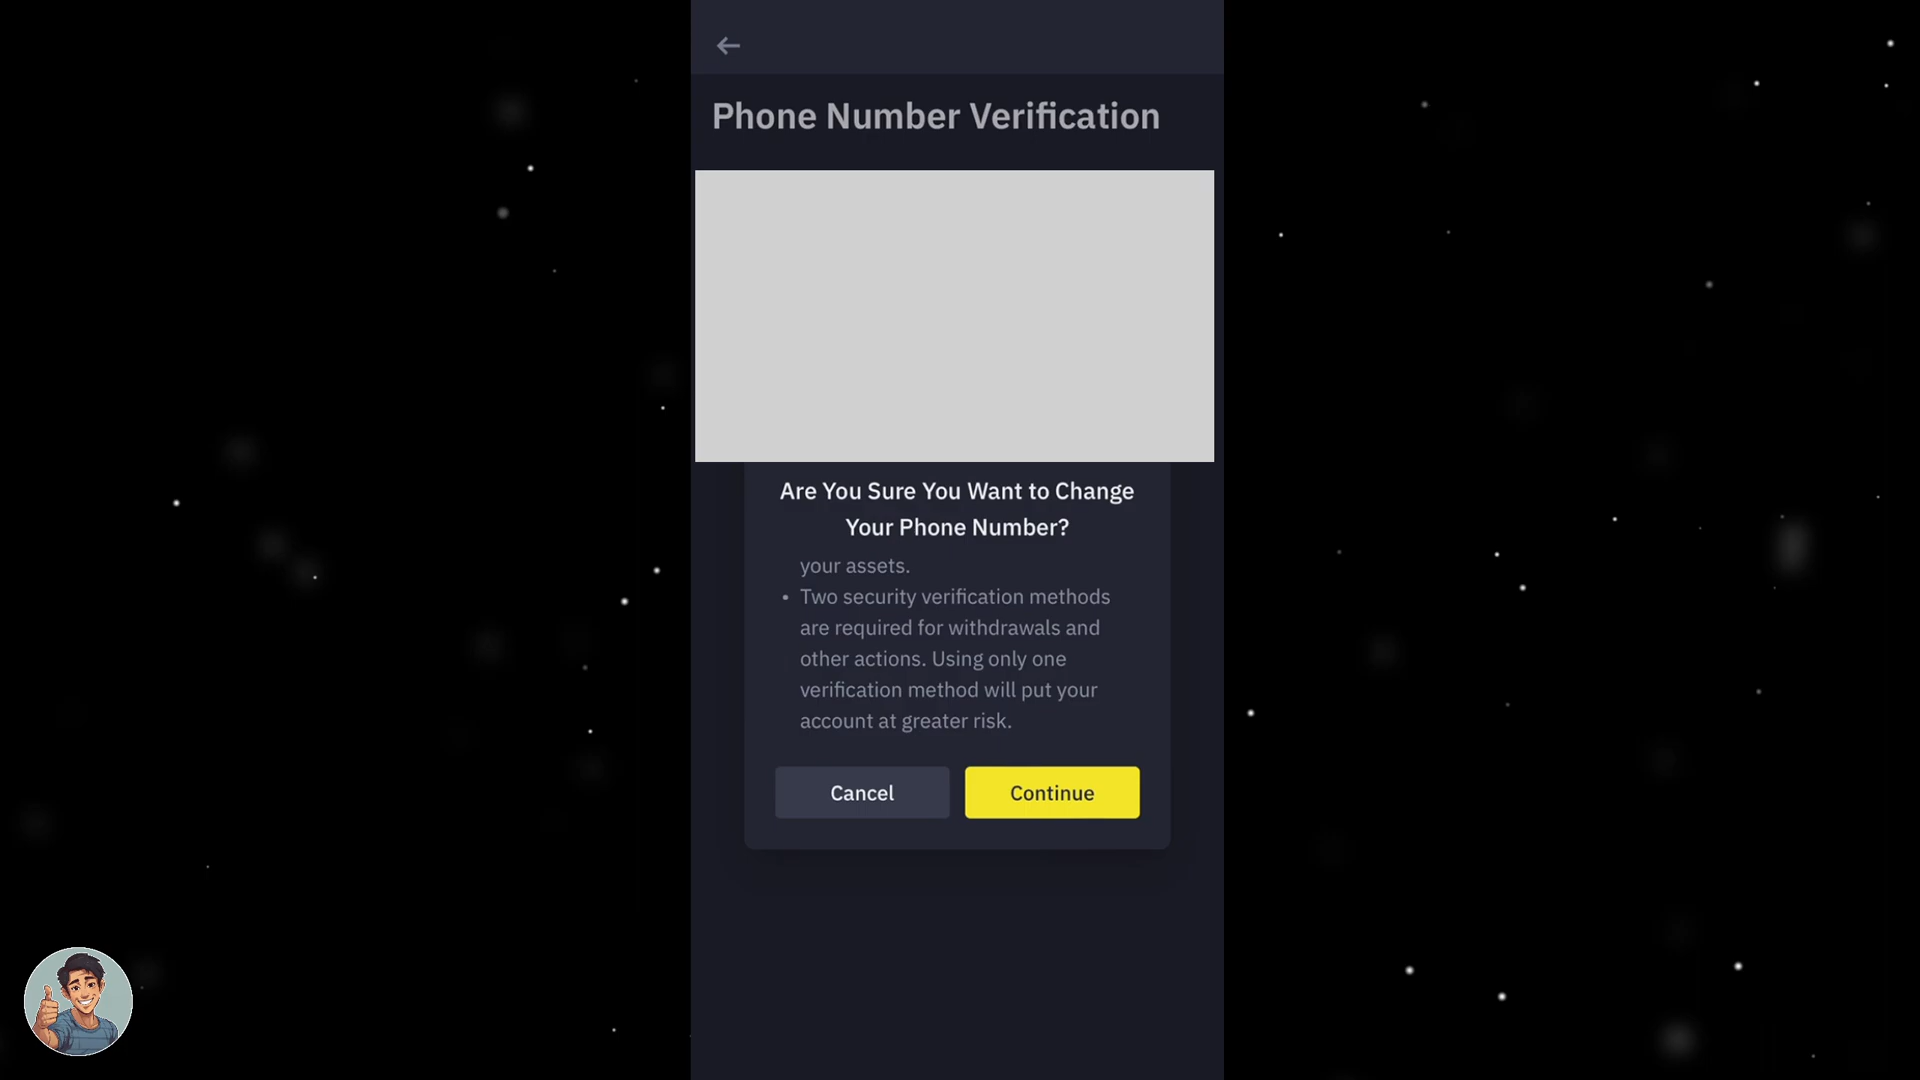 Phone Number Verification
Are You Sure You Want to Change
Your Phone Number?
your assets.
• Two security verification methods
are required for withdrawals and
other actions. Using only one
verification method will put your
account at greater risk.
Cancel
Continue